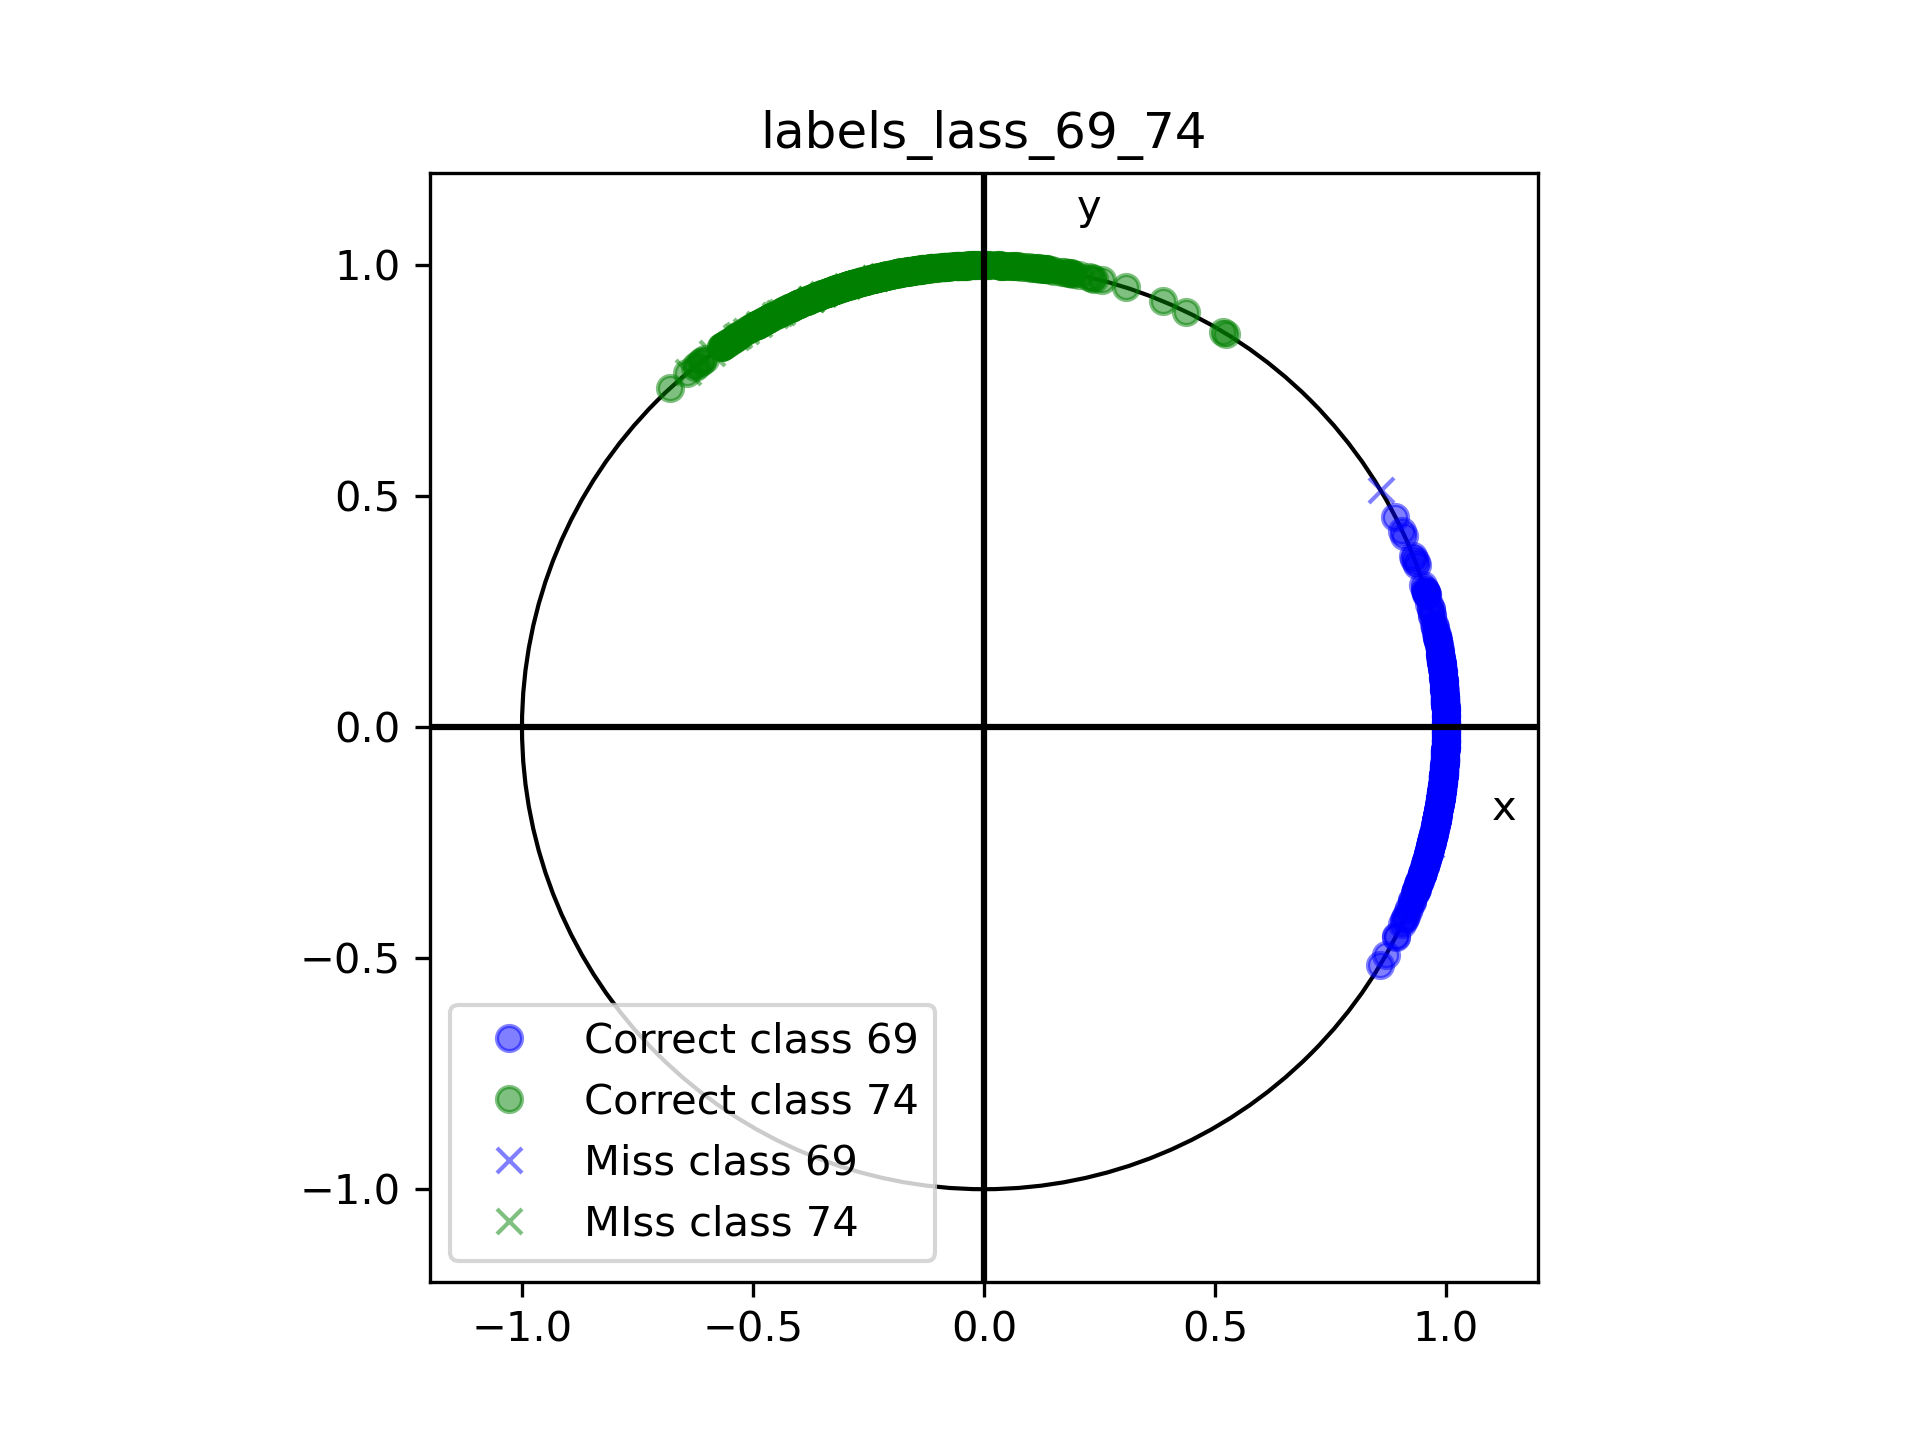 labels_lass_69_74
y
1.0
0.5
0.0
x
−0.5
−1.0
Correct class 69
Correct class 74
Miss class 69
MIss class 74
−1.0 −0.5 0.0 0.5 1.0